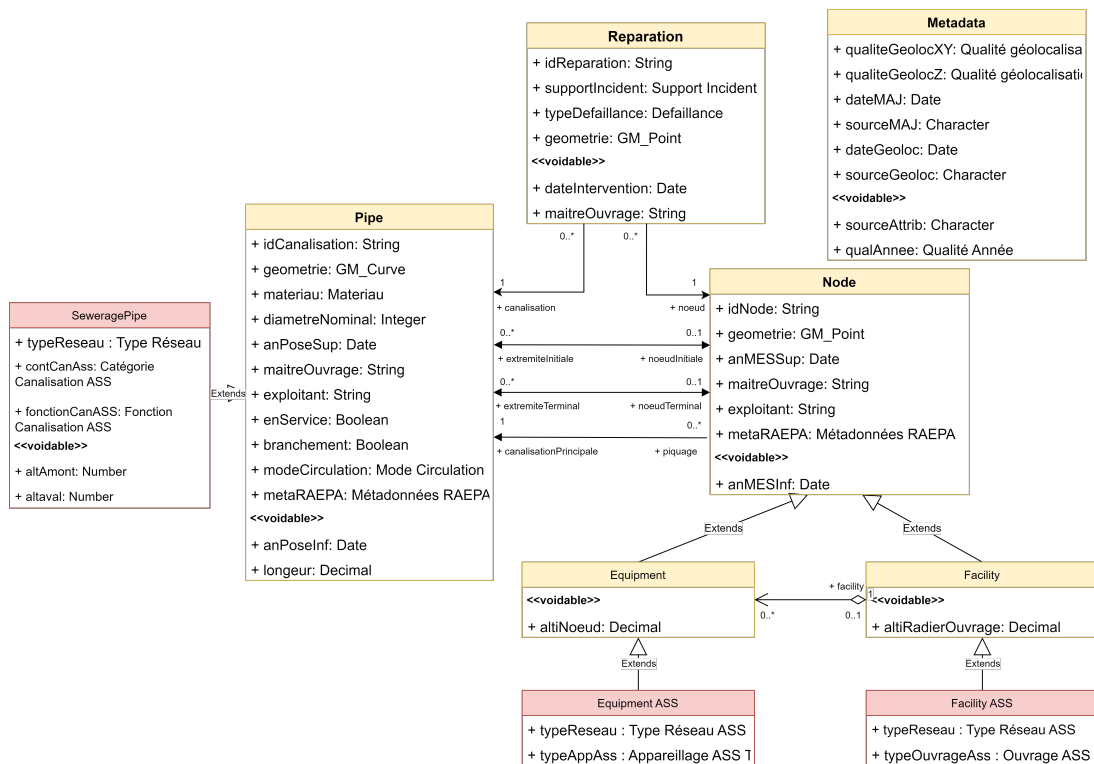 Reparation
+ idReparation: String
+ supportIncident: Support Incident
+ typeDefaillance: Defaillance
+ geometrie: GM_Point
<<voidable>>
+ dateIntervention: Date
+ maitreOuvrage: String
Metadata
+ qualiteGeolocXY: Qualité géolocalisa
+ qualiteGeolocZ: Qualité géolocalisati
+ dateMAJ: Date
+ sourceMAJ: Character
+ dateGeoloc: Date
+ sourceGeoloc: Character
<<voidable>>
+ sourceAttrib: Character
+ qualAnnee: Qualité Année
Pipe
+ idCanalisation: String
+ geometrie: GM_Curve
+ materiau: Materiau
+ diametreNominal: Integer
+ anPoseSup: Date
+ maitreOuvrage: String
+ exploitant: String
+ enService: Boolean
+ branchement: Boolean
+ modeCirculation: Mode Circulation
+ metaRAEPA: Métadonnées RAEPA
<<voidable>>
+ anPoseInf: Date
+ longeur: Decimal
SeweragePipe
+ typeReseau : Type Réseau
+ contCanAss: Catégorie
Canalisation ASS
+ fonctionCanASS: Fonction
Canalisation ASS
<<voidable>>
+ altAmont: Number
+ altaval: Number
Extends
0..* 0..*
1 1
+ canalisation + noeud
0..* 0..1
+ extremiteInitiale + noeudInitiale
0..* 0..1
+ extremiteTerminal + noeudTerminal
1 0..*
+ canalisationPrincipale + piquage
Node
+ idNode: String
+ geometrie: GM_Point
+ anMESSup: Date
+ maitreOuvrage: String
+ exploitant: String
+ metaRAEPA: Métadonnées RAEPA
<<voidable>>
+ anMESInf: Date
Extends Extends
Equipment
<<voidable>>
+ altiNoeud: Decimal
+ facility
0..* 0..1
1
Facility
<<voidable>>
+ altiRadierOuvrage: Decimal
Extends Extends
Equipment ASS
+ typeReseau : Type Réseau ASS
+ typeAppAss : Appareillage ASS T
Facility ASS
+ typeReseau : Type Réseau ASS
+ typeOuvrageAss : Ouvrage ASS